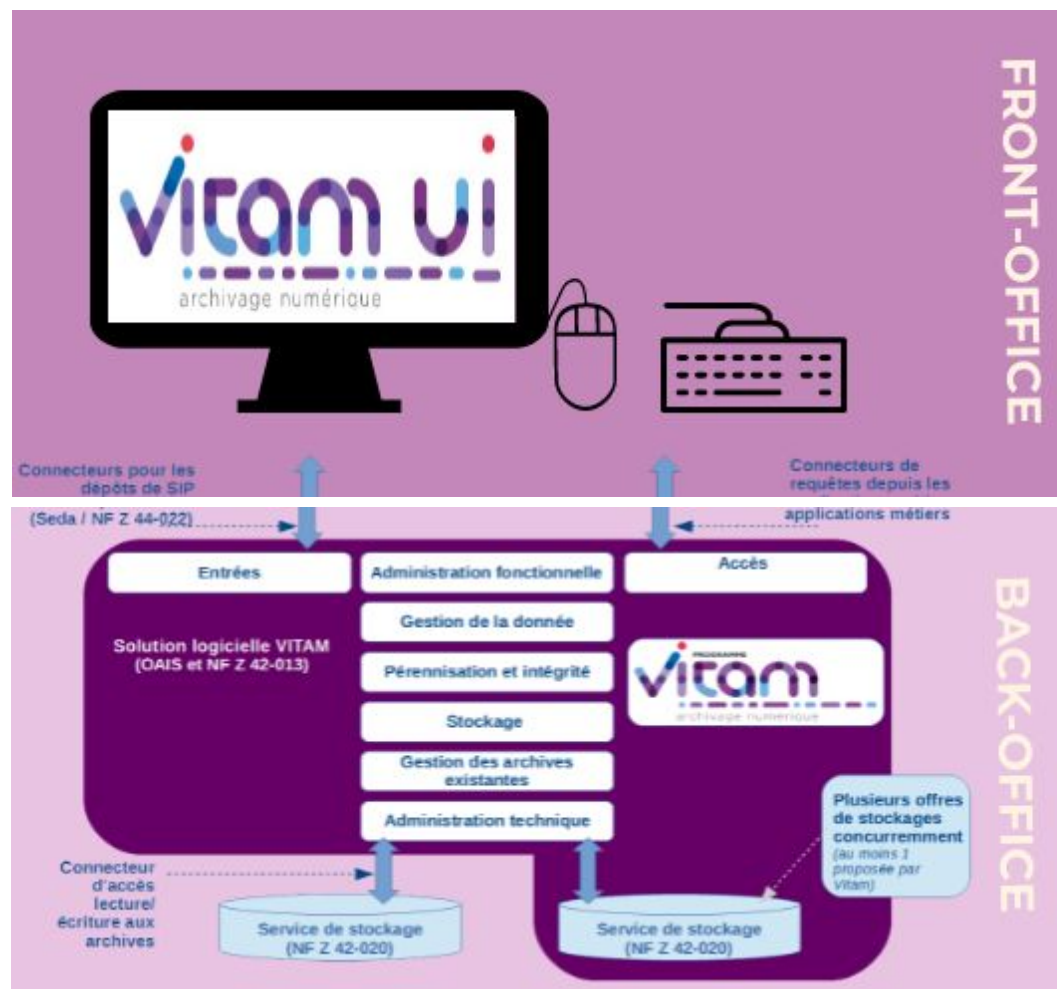 FRONT-OFFICE
vitam ui
archivage numérique
Connecteurs pour les
dépôts de SIP
(Seda / NF Z 44-022)
Connecteurs de
requêtes depuis les
applications métiers
BACK-OFFICE
Entrées
Administration fonctionnelle
Accès
Gestion de la donnée
Solution logicielle VITAM
(OAIS et NF Z 42-013)
Pérennisation et intégrité
PROGRAMME
vitam
archivage numérique
Stockage
Gestion des archives
existantes
Administration technique
Plusieurs offres
de stockages
concurremment
(au moins 1
proposée par
Vitam)
Connecteur
d'accès
lecture/
écriture aux
archives
Service de stockage
(NF Z 42-020)
Service de stockage
(NF Z 42-020)